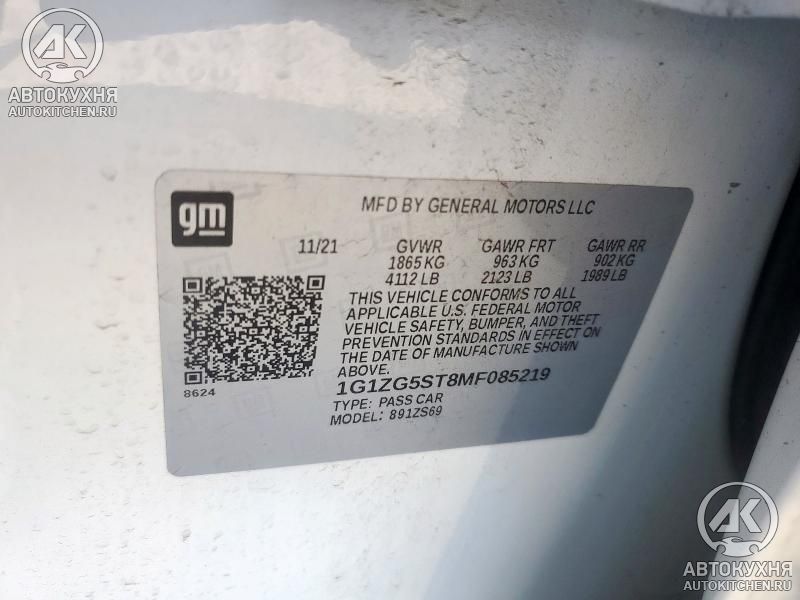 AK
АВТОКУХНЯ
AUTOKITCHEN.RU
gm
MFD BY GENERAL MOTORS LLC
11/21 GVWR GAWR FRT GAWR RR
1865 KG 963 KG 902 KG
4112 LB 2123 LB 1989 LB
THIS VEHICLE CONFORMS TO ALL
APPLICABLE U.S. FEDERAL MOTOR
VEHICLE SAFETY, BUMPER, AND THEFT
PREVENTION STANDARDS IN EFFECT ON
THE DATE OF MANUFACTURE SHOWN
ABOVE.
8624
1G1ZG5ST8MF085219
TYPE: PASS CAR
MODEL: 891ZS69
AK
АВТОКУХНЯ
AUTOKITCHEN.RU